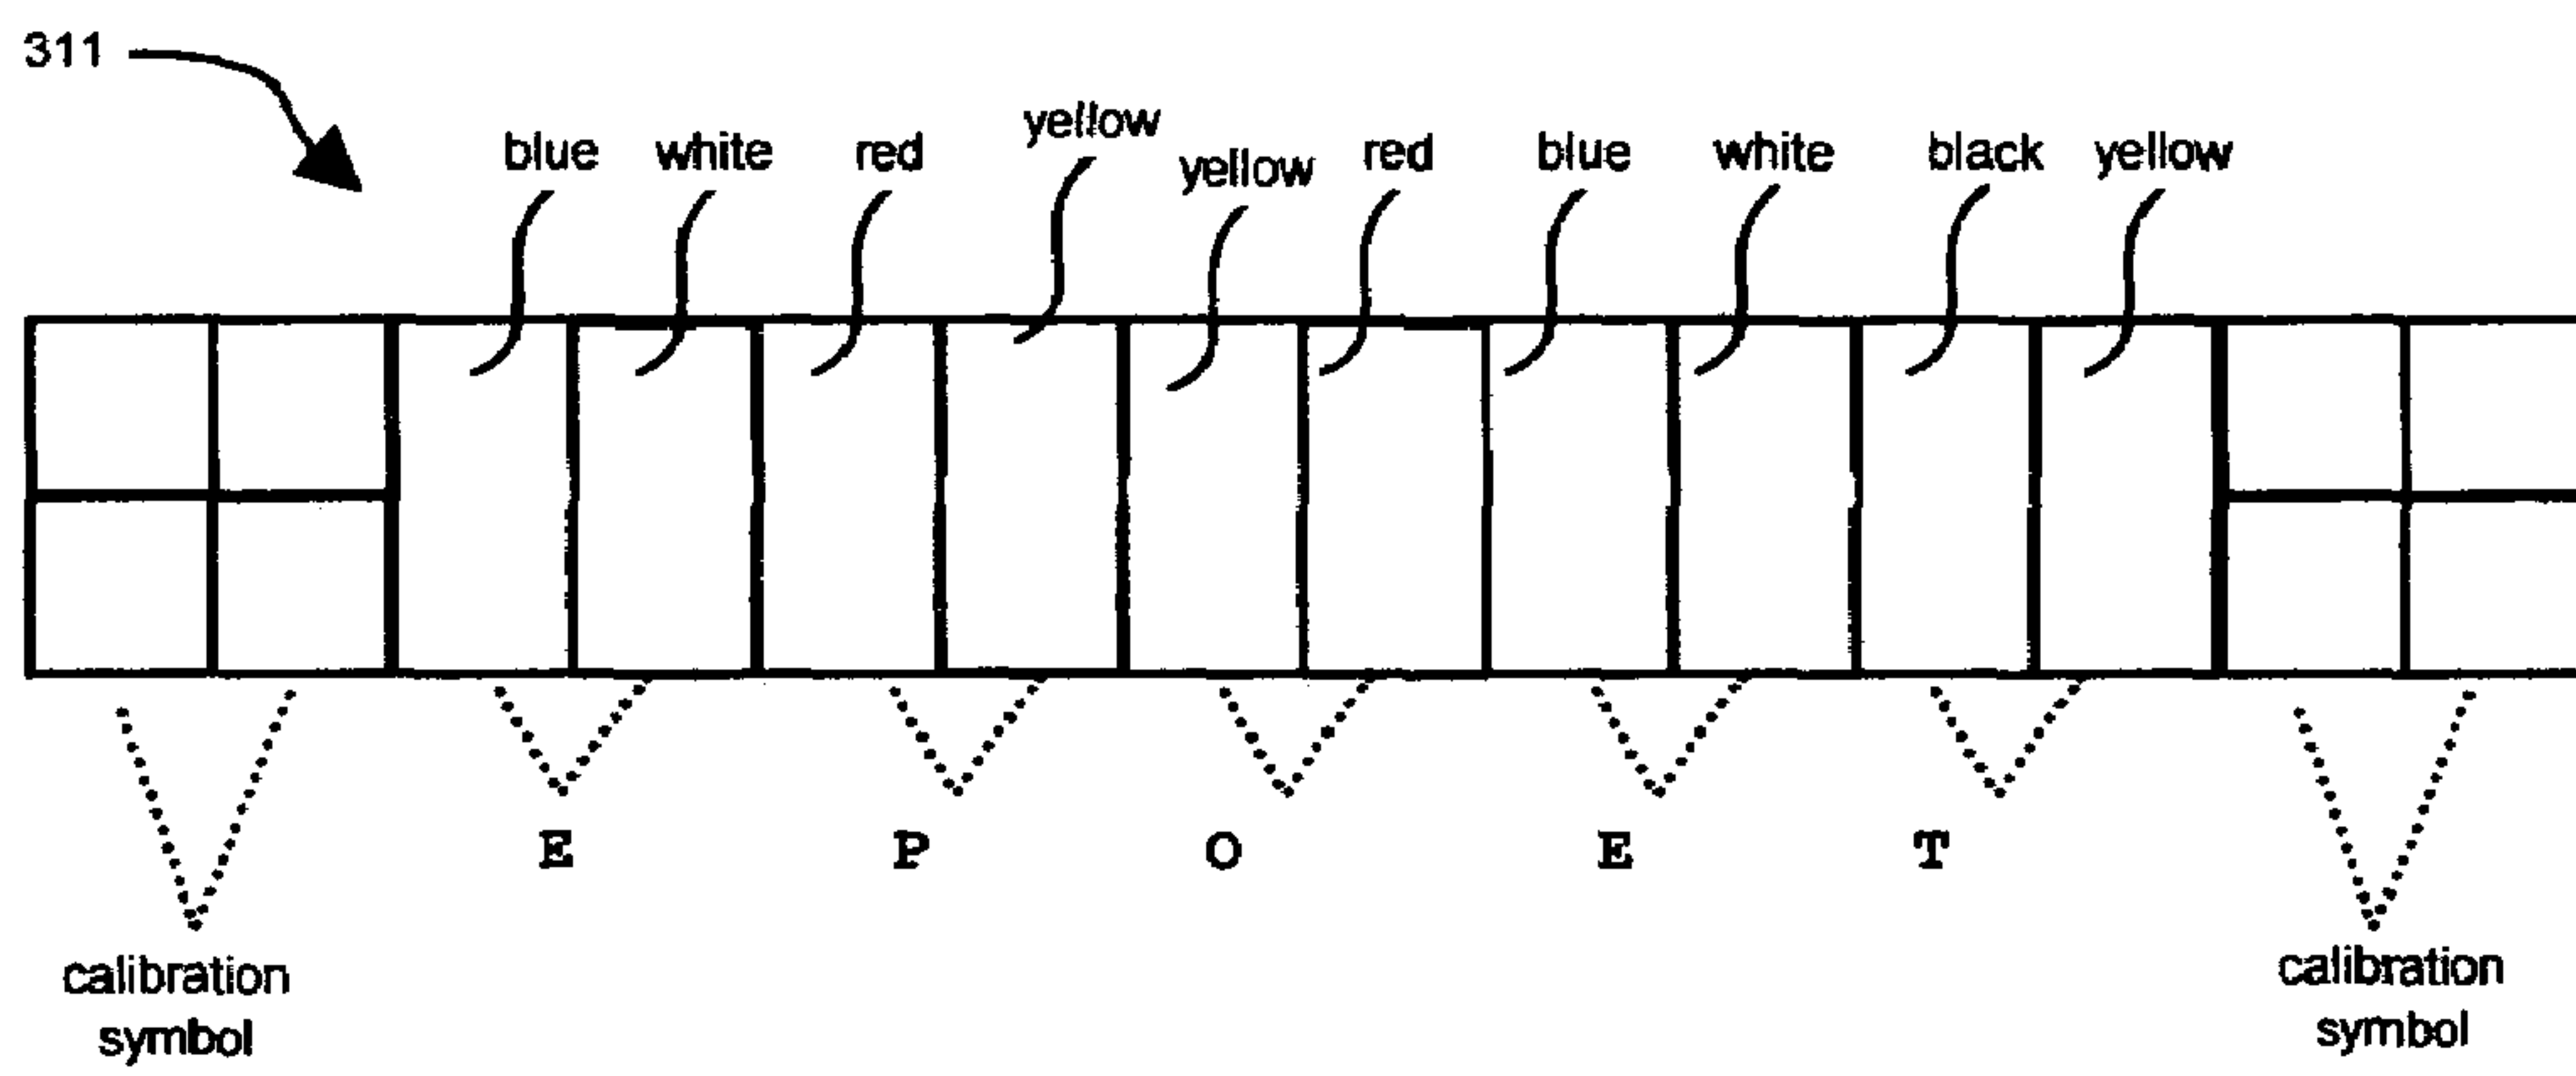 311
blue white red yellow yellow red blue white black yellow
E P O E T
calibration symbol
calibration symbol